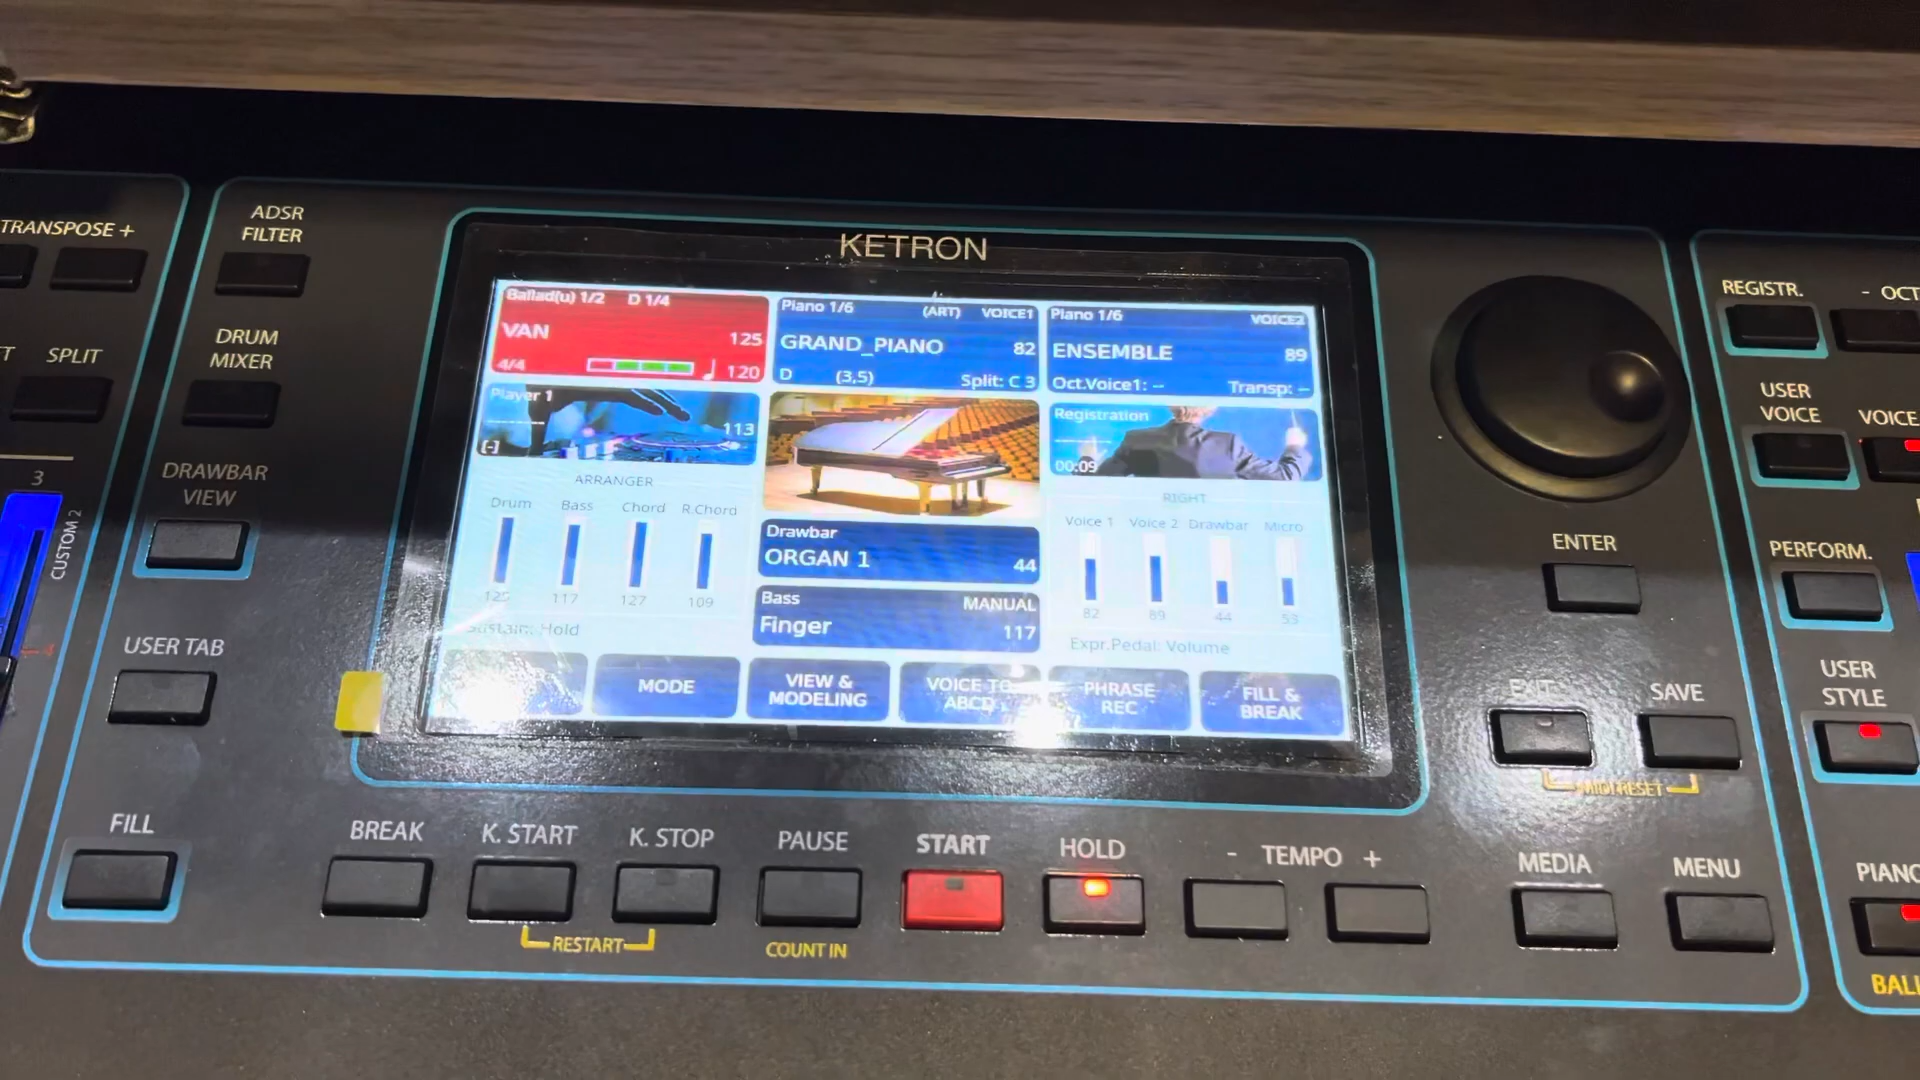 KETRON
TRANSPOSE +
SPLIT
3
CUSTOM 2
ADSR
FILTER
DRUM
MIXER
DRAWBAR
VIEW
USER TAB
FILL
Ballad(u) 1/2 D 1/4
VAN 125
4/4 120
Piano 1/6 (ART) VOICE1
GRAND_PIANO 82
D (3,5) Split: C 3
Piano 1/6 VOICE2
ENSEMBLE 89
Oct.Voice1: -- Transp: --
Player 1
113
[-]
Registration
00:09
ARRANGER
Drum Bass Chord R.Chord
125 117 127 109
Sustain: Hold
Drawbar
ORGAN 1 44
Bass MANUAL
Finger 117
RIGHT
Voice 1 Voice 2 Drawbar Micro
82 89 44 53
Expr.Pedal: Volume
MODE
VIEW &
MODELING
VOICE TO
ABCD
PHRASE
REC
FILL &
BREAK
BREAK
K. START
K. STOP
RESTART
PAUSE
COUNT IN
START
HOLD
- TEMPO +
ENTER
EXIT
SAVE
MIDI RESET
MEDIA
MENU
REGISTR.
- OCT
USER
VOICE
VOICE
PERFORM.
USER
STYLE
PIANO